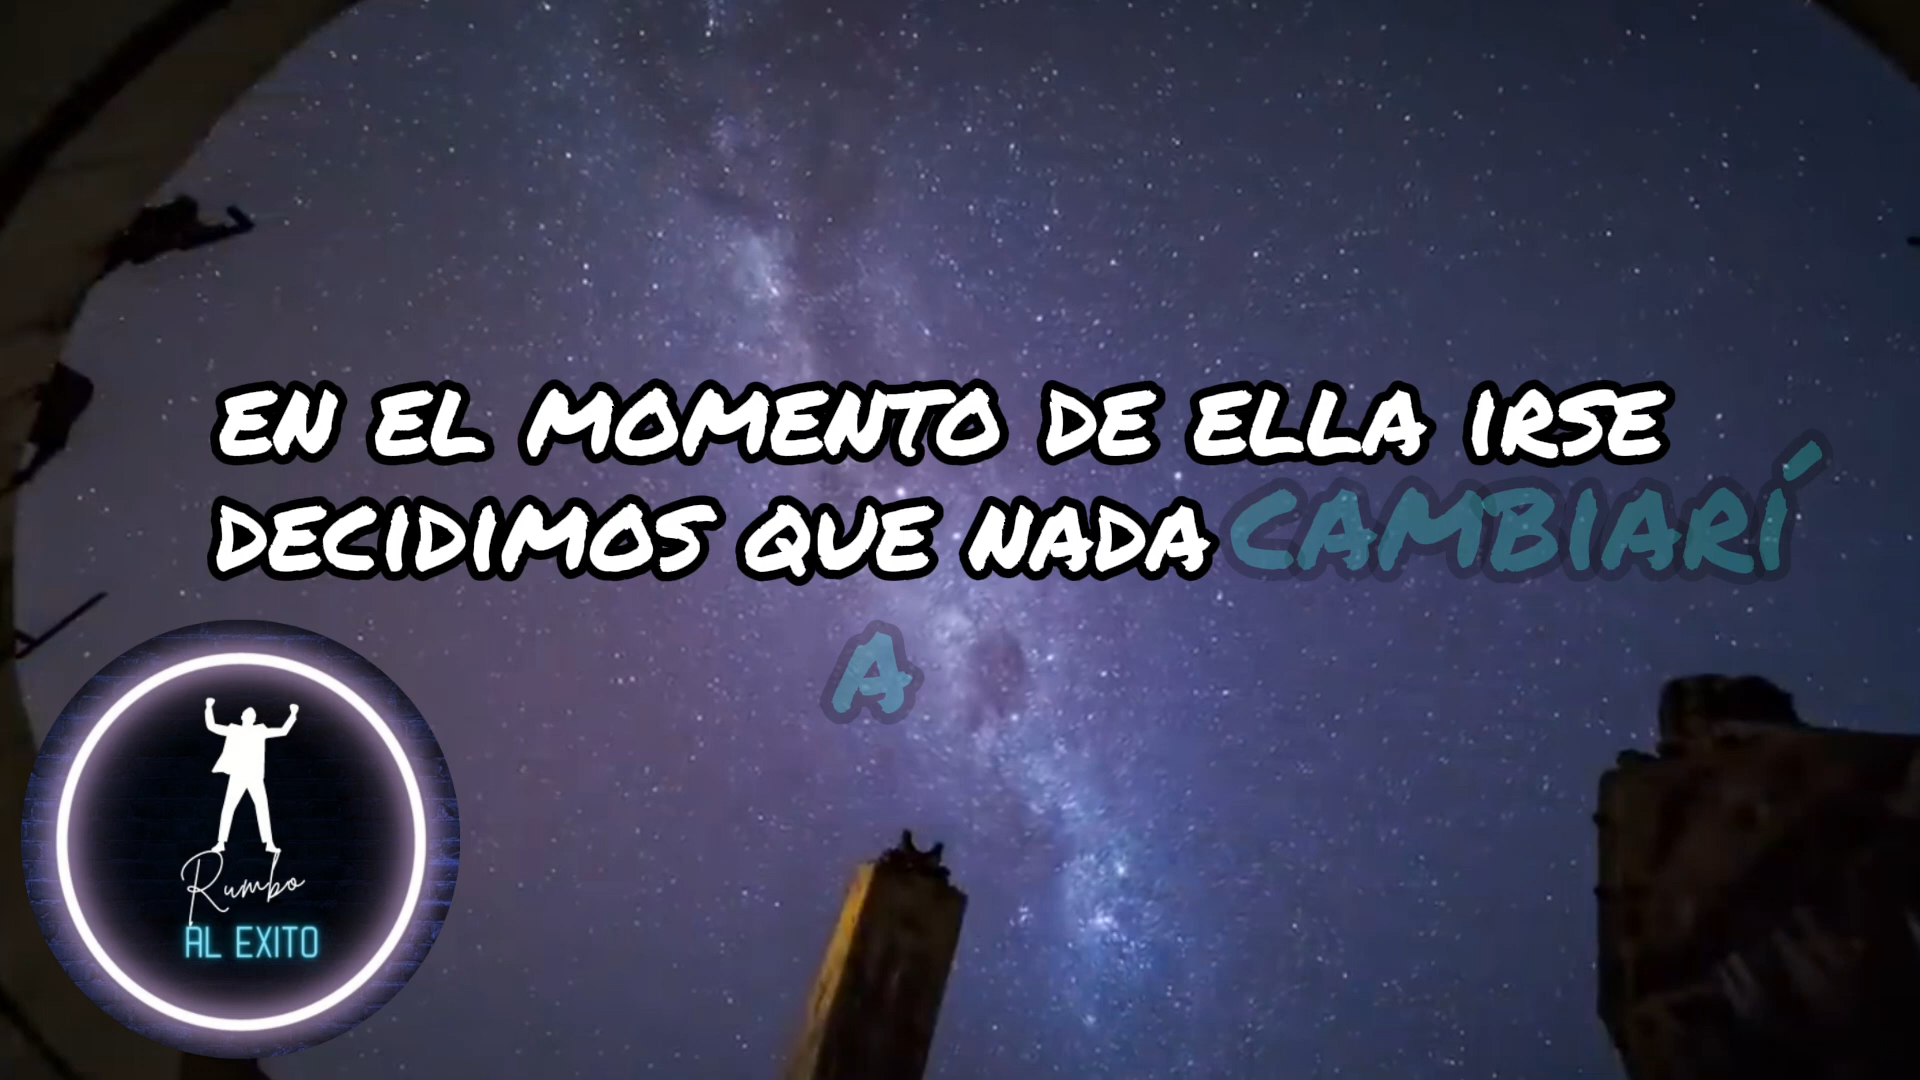 EN EL MOMENTO DE ELLA IRSE
DECIDIMOS QUE NADA CAMBIARÍ
A
Rumbo
AL EXITO